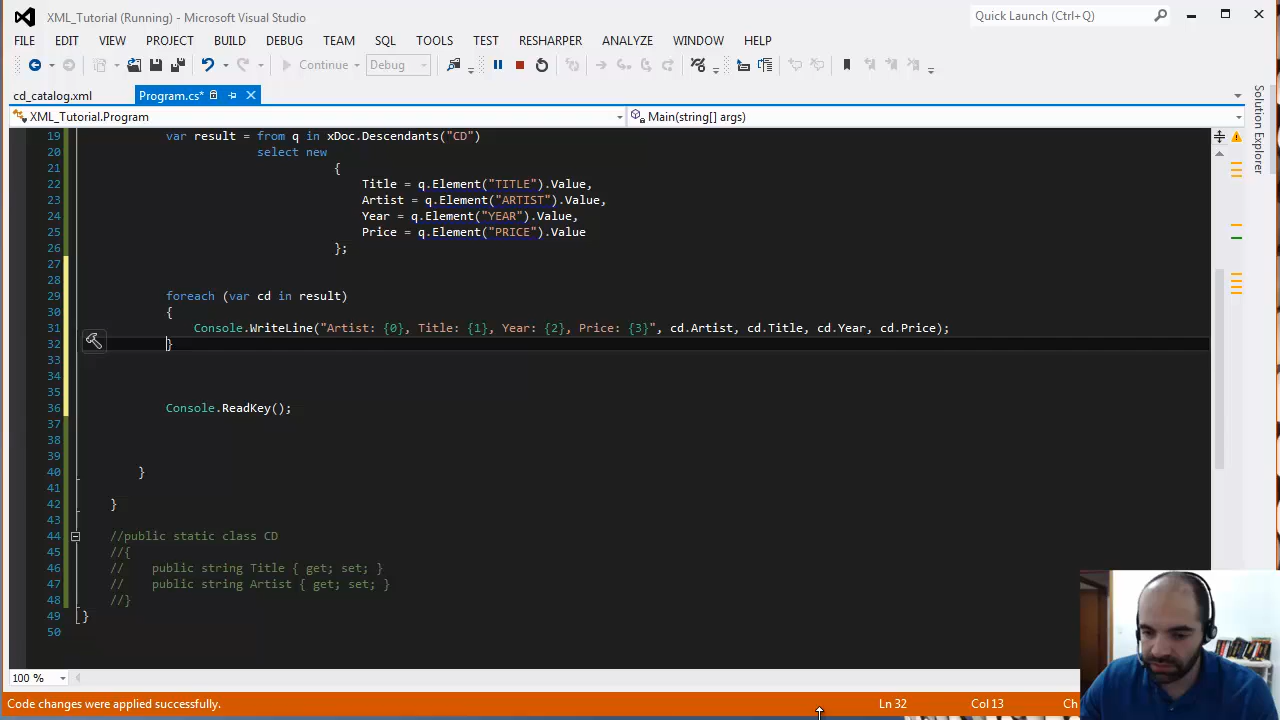 XML_Tutorial (Running) - Microsoft Visual Studio
Quick Launch (Ctrl+Q)
FILE EDIT VIEW PROJECT BUILD DEBUG TEAM SQL TOOLS TEST RESHARPER ANALYZE WINDOW HELP
Continue Debug
cd_catalog.xml Program.cs*
XML_Tutorial.Program Main(string[] args)
Solution Explorer
19 var result = from q in xDoc.Descendants("CD")
20 select new
21 {
22 Title = q.Element("TITLE").Value,
23 Artist = q.Element("ARTIST").Value,
24 Year = q.Element("YEAR").Value,
25 Price = q.Element("PRICE").Value
26 };
27
28
29 foreach (var cd in result)
30 {
31 Console.WriteLine("Artist: {0}, Title: {1}, Year: {2}, Price: {3}", cd.Artist, cd.Title, cd.Year, cd.Price);
32 }
33
34
35
36 Console.ReadKey();
37
38
39
40 }
41
42 }
43
44 //public static class CD
45 //{
46 // public string Title { get; set; }
47 // public string Artist { get; set; }
48 //}
49 }
50
100 %
Code changes were applied successfully. Ln 32 Col 13 Ch